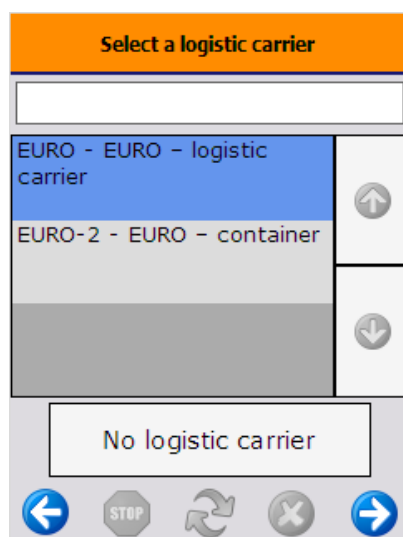 Select a logistic carrier
EURO - EURO – logistic
carrier
EURO-2 - EURO – container
No logistic carrier
STOP